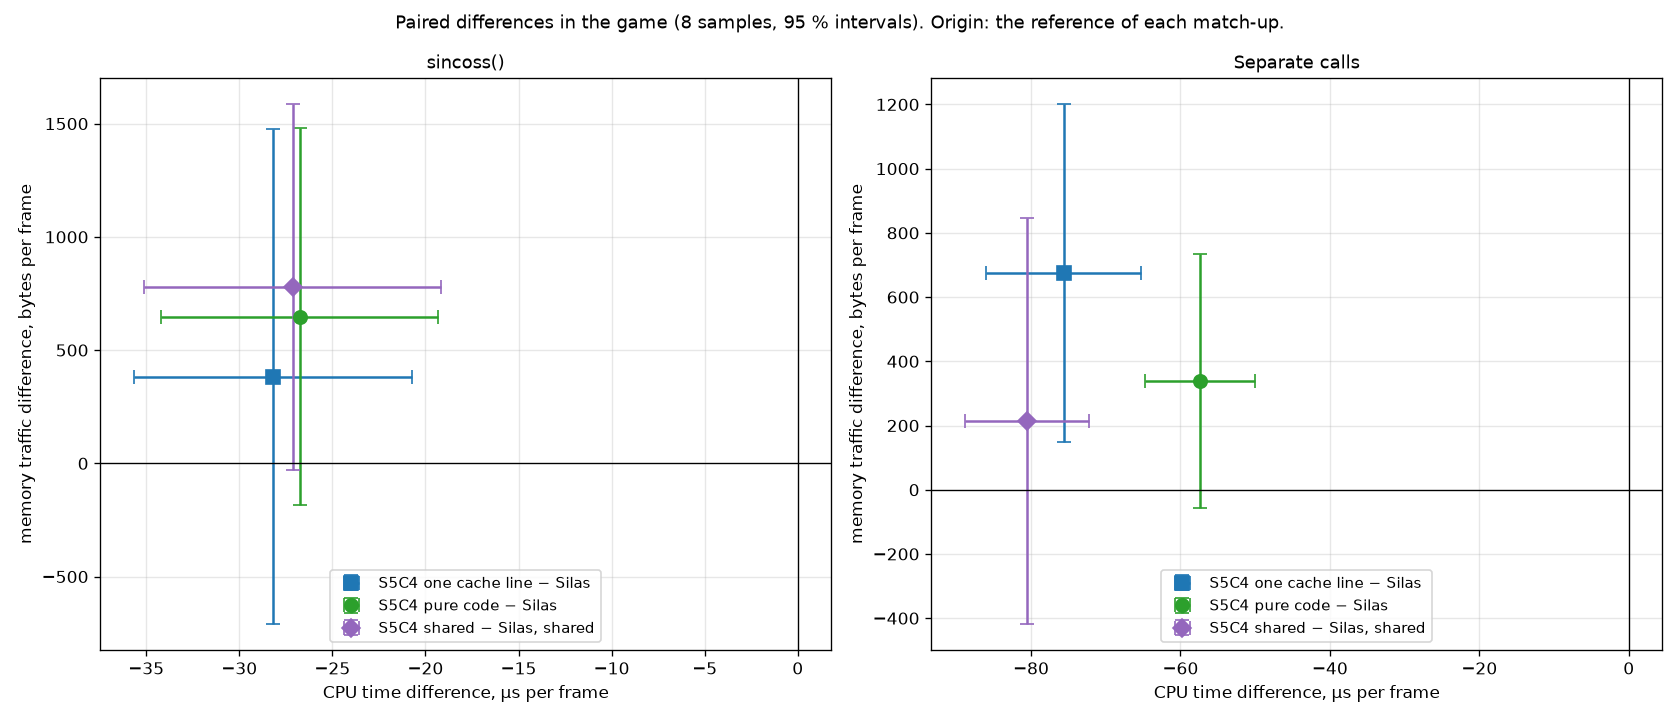 Paired differences in the game (8 samples, 95 % intervals). Origin: the reference of each match-up.
sincoss()
memory traffic difference, bytes per frame
1500
1000
500
0
−500
−35
−30
−25
−20
−15
−10
−5
0
CPU time difference, µs per frame
S5C4 one cache line − Silas
S5C4 pure code − Silas
S5C4 shared − Silas, shared
Separate calls
memory traffic difference, bytes per frame
1200
1000
800
600
400
200
0
−200
−400
−80
−60
−40
−20
0
CPU time difference, µs per frame
S5C4 one cache line − Silas
S5C4 pure code − Silas
S5C4 shared − Silas, shared